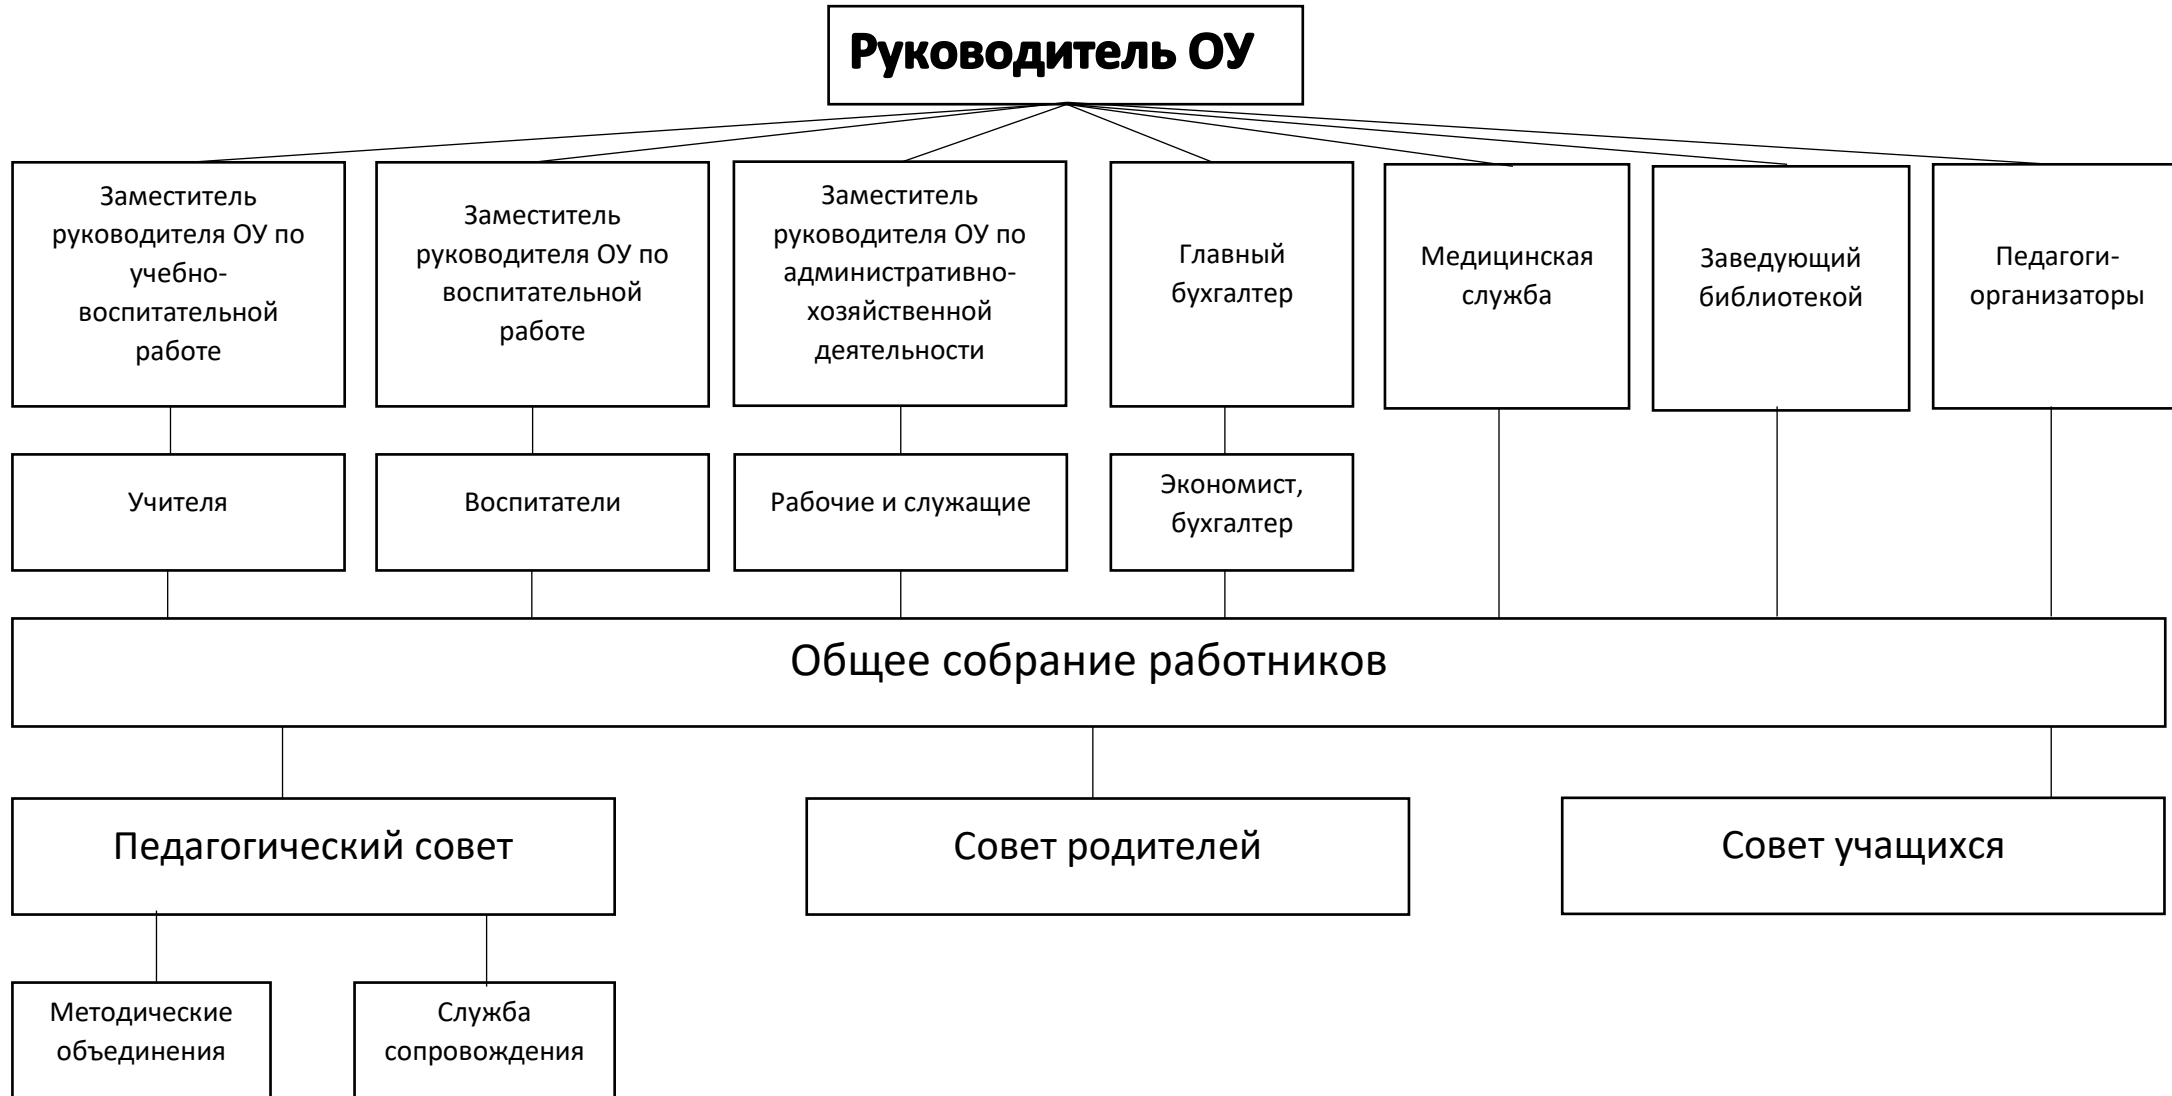 Руководитель ОУ
Заместитель
руководителя ОУ по
учебно-
воспитательной
работе
Заместитель
руководителя ОУ по
воспитательной
работе
Заместитель
руководителя ОУ по
административно-
хозяйственной
деятельности
Главный
бухгалтер
Медицинская
служба
Заведующий
библиотекой
Педагоги-
организаторы
Учителя
Воспитатели
Рабочие и служащие
Экономист,
бухгалтер
Общее собрание работников
Педагогический совет
Совет родителей
Совет учащихся
Методические
объединения
Служба
сопровождения